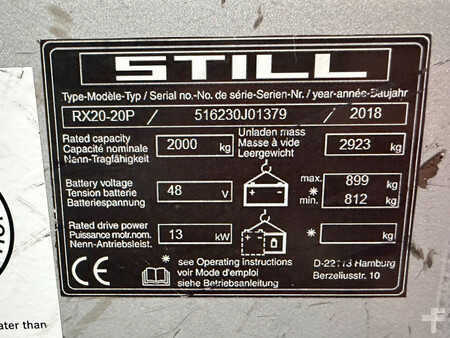 STILL
Type-Modèle-Typ / Serial no.-No. de série-Serien-Nr. / year-année-Baujahr
RX20-20P / 516230J01379 / 2018
Rated capacity
Capacité nominale
Nenn-Tragfähigkeit
2000 kg
Unladen mass
Masse à vide
Leergewicht
2923 kg
Battery voltage
Tension batterie
Batteriespannung
48 V
max. 899 kg
* min. 812 kg
Rated drive power
Puissance mot.nom.
Nenn-Antriebsleist.
13 kW
* kg
CE
* see Operating Instructions
voir Mode d'emploi
siehe Betriebsanleitung
D-22113 Hamburg
Berzeliusstr. 10
ater than